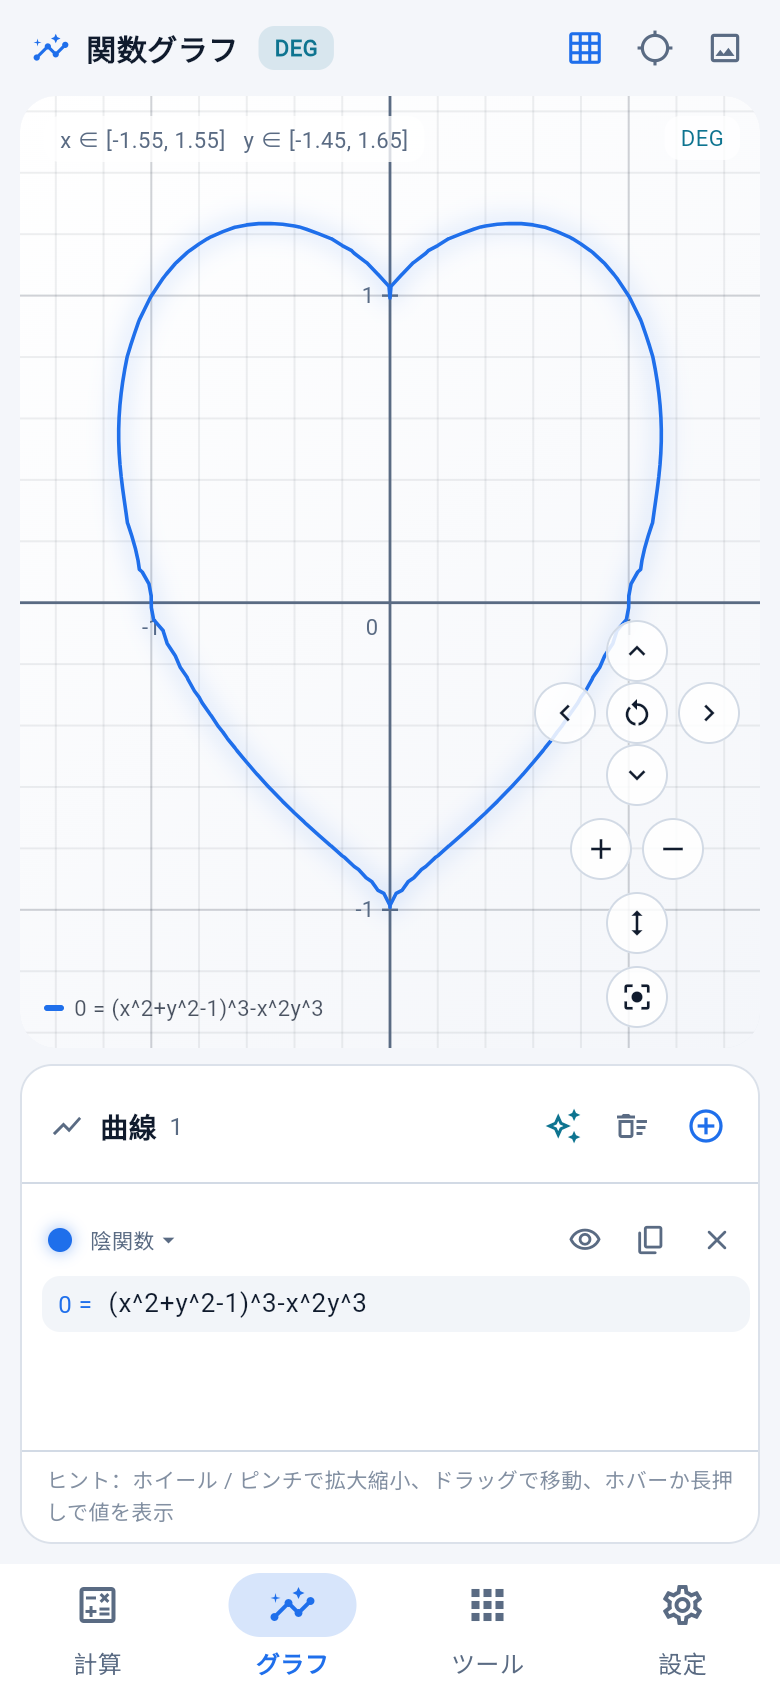 関数グラフ DEG
x ∈ [-1.55, 1.55] y ∈ [-1.45, 1.65] DEG
1
-1 0
-1
0 = (x^2+y^2-1)^3-x^2y^3
曲線 1
陰関数
0 = (x^2+y^2-1)^3-x^2y^3
ヒント: ホイール / ピンチで拡大縮小、ドラッグで移動、ホバーか長押
しで値を表示
計算 グラフ ツール 設定